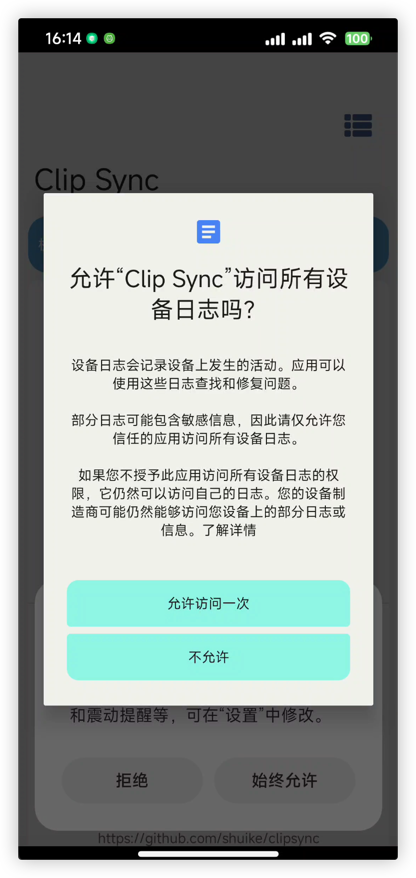 16:14
100
Clip Sync
允许“Clip Sync”访问所有设
备日志吗？
设备日志会记录设备上发生的活动。应用可以
使用这些日志查找和修复问题。
部分日志可能包含敏感信息，因此请仅允许您
信任的应用访问所有设备日志。
如果您不授予此应用访问所有设备日志的权
限，它仍然可以访问自己的日志。您的设备制
造商可能仍然能够访问您设备上的部分日志或
信息。了解详情
允许访问一次
不允许
和震动提醒等，可在“设置”中修改。
拒绝
始终允许
https://github.com/shuike/clipsync